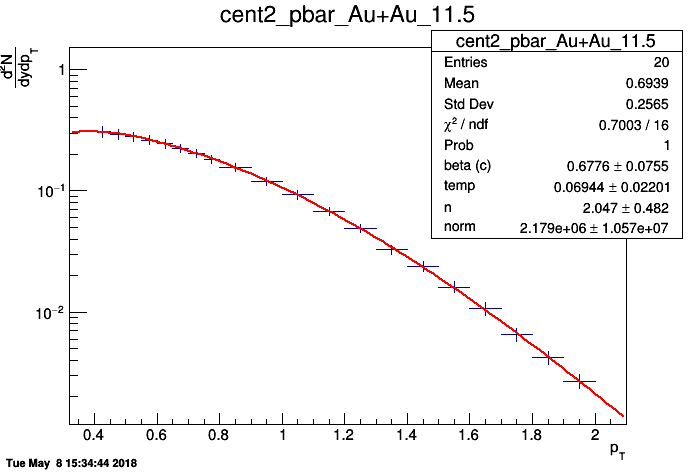 cent2_pbar_Au+Au_11.5
d²N
dydp_T
cent2_pbar_Au+Au_11.5
Entries 20
Mean 0.6939
Std Dev 0.2565
χ² / ndf 0.7003 / 16
Prob 1
beta (c) 0.6776 ± 0.0755
temp 0.06944 ± 0.02201
n 2.047 ± 0.482
norm 2.179e+06 ± 1.057e+07
1
10⁻¹
10⁻²
0.4 0.6 0.8 1 1.2 1.4 1.6 1.8 2
p_T
Tue May 8 15:34:44 2018